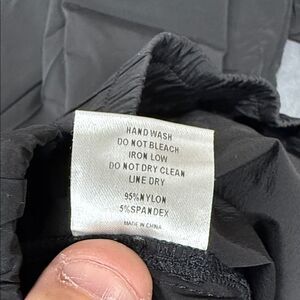 HAND WASH
DO NOT BLEACH
IRON LOW
DO NOT DRY CLEAN
LINE DRY
95%NYLON
5%SPANDEX
MADE IN CHINA